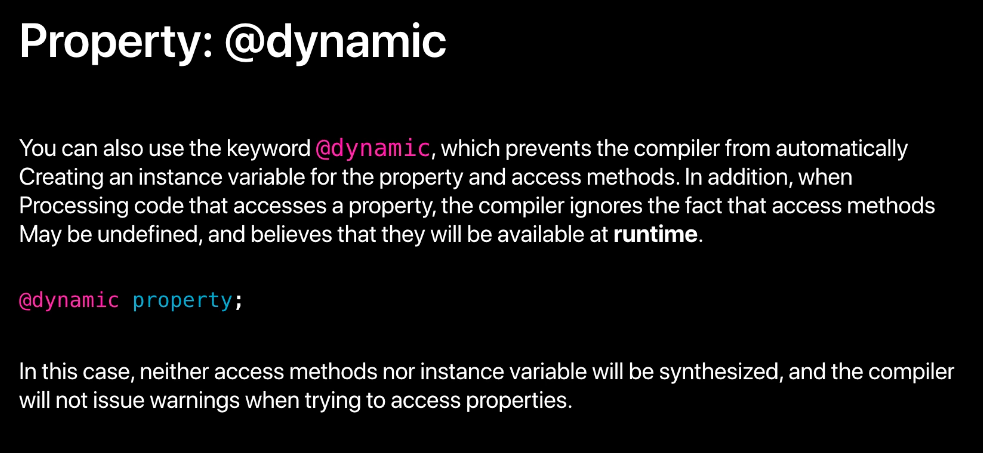 Property: @dynamic
You can also use the keyword @dynamic, which prevents the compiler from automatically
Creating an instance variable for the property and access methods. In addition, when
Processing code that accesses a property, the compiler ignores the fact that access methods
May be undefined, and believes that they will be available at runtime.
@dynamic property;
In this case, neither access methods nor instance variable will be synthesized, and the compiler
will not issue warnings when trying to access properties.